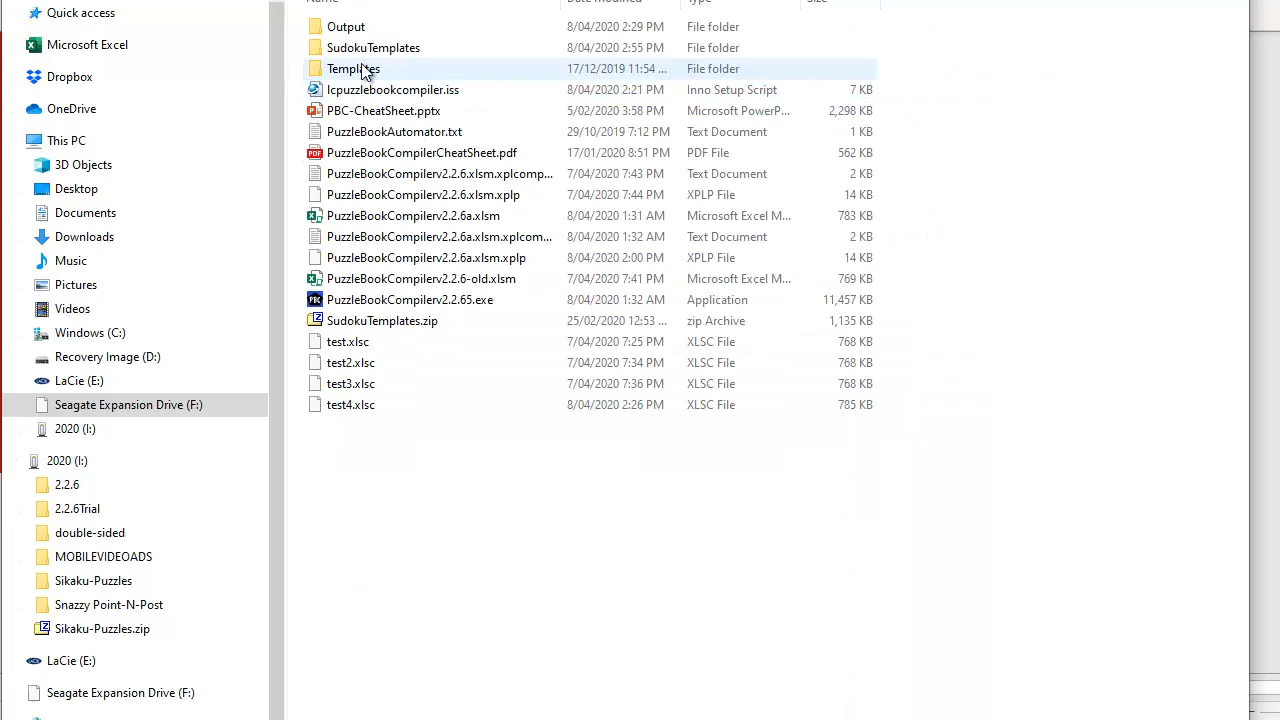 Name Date modified Type Size
Quick access
Microsoft Excel
Dropbox
OneDrive
This PC
3D Objects
Desktop
Documents
Downloads
Music
Pictures
Videos
Windows (C:)
Recovery Image (D:)
LaCie (E:)
Seagate Expansion Drive (F:)
2020 (I:)
2020 (I:)
2.2.6
2.2.6Trial
double-sided
MOBILEVIDEOADS
Sikaku-Puzzles
Snazzy Point-N-Post
Sikaku-Puzzles.zip
LaCie (E:)
Seagate Expansion Drive (F:)
Output 8/04/2020 2:29 PM File folder
SudokuTemplates 8/04/2020 2:55 PM File folder
Templates 17/12/2019 11:54 ... File folder
lcpuzzlebookcompiler.iss 8/04/2020 2:21 PM Inno Setup Script 7 KB
PBC-CheatSheet.pptx 5/02/2020 3:58 PM Microsoft PowerP... 2,298 KB
PuzzleBookAutomator.txt 29/10/2019 7:12 PM Text Document 1 KB
PDF PuzzleBookCompilerCheatSheet.pdf 17/01/2020 8:51 PM PDF File 562 KB
PuzzleBookCompilerv2.2.6.xlsm.xplcomp... 7/04/2020 7:43 PM Text Document 2 KB
PuzzleBookCompilerv2.2.6.xlsm.xplp 7/04/2020 7:44 PM XPLP File 14 KB
PuzzleBookCompilerv2.2.6a.xlsm 8/04/2020 1:31 AM Microsoft Excel M... 783 KB
PuzzleBookCompilerv2.2.6a.xlsm.xplcom... 8/04/2020 1:32 AM Text Document 2 KB
PuzzleBookCompilerv2.2.6a.xlsm.xplp 8/04/2020 2:00 PM XPLP File 14 KB
PuzzleBookCompilerv2.2.6-old.xlsm 7/04/2020 7:41 PM Microsoft Excel M... 769 KB
PBC PuzzleBookCompilerv2.2.65.exe 8/04/2020 1:32 AM Application 11,457 KB
SudokuTemplates.zip 25/02/2020 12:53 ... zip Archive 1,135 KB
test.xlsc 7/04/2020 7:25 PM XLSC File 768 KB
test2.xlsc 7/04/2020 7:34 PM XLSC File 768 KB
test3.xlsc 7/04/2020 7:36 PM XLSC File 768 KB
test4.xlsc 8/04/2020 2:26 PM XLSC File 785 KB